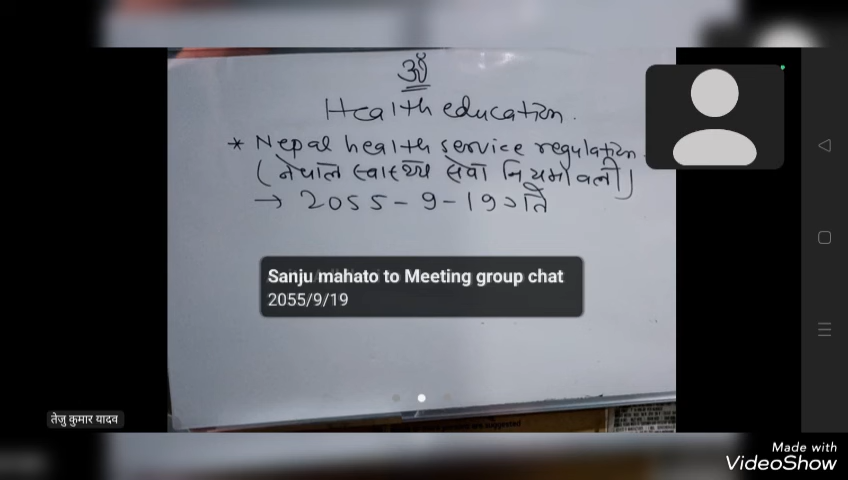 ॐ
Health education.
* Nepal health service regulation.
(नेपाल स्वास्थ्य सेवा नियमावली)
→ 2055-9-19 गते
Sanju mahato to Meeting group chat
2055/9/19
तेजु कुमार यादव
Made with
VideoShow